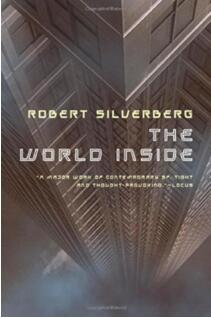 ROBERT SILVERBERG
THE
WORLD INSIDE
"A MAJOR WORK OF CONTEMPORARY SF: TIGHT
AND THOUGHT-PROVOKING."—LOCUS